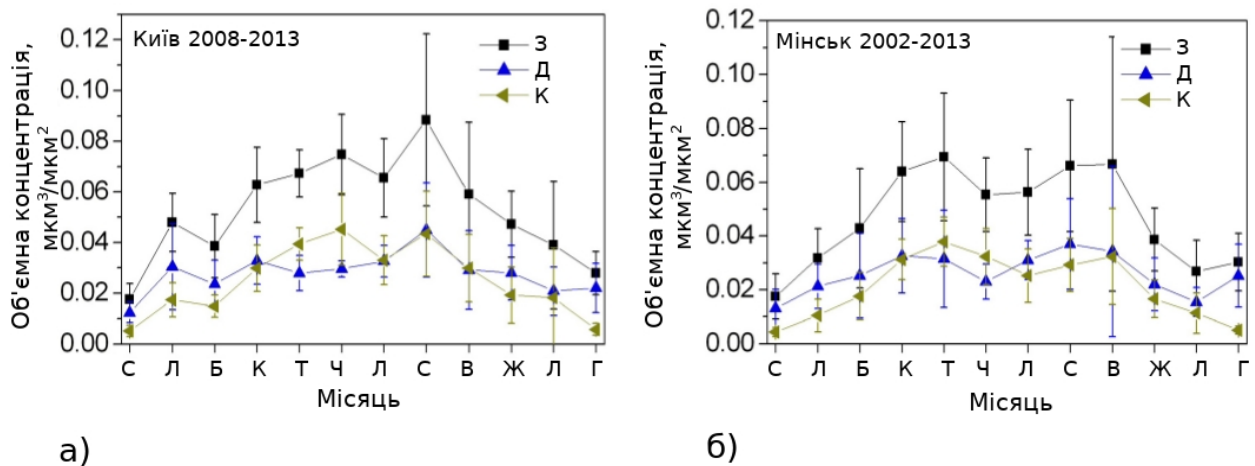 Об'ємна концентрація,
мкм³/мкм²
0.12
0.10
0.08
0.06
0.04
0.02
0.00
Київ 2008-2013
З
Д
К
С Л Б К Т Ч Л С В Ж Л Г
Місяць
а)
Об'ємна концентрація,
мкм³/мкм²
0.12
0.10
0.08
0.06
0.04
0.02
0.00
Мінськ 2002-2013
З
Д
К
С Л Б К Т Ч Л С В Ж Л Г
Місяць
б)